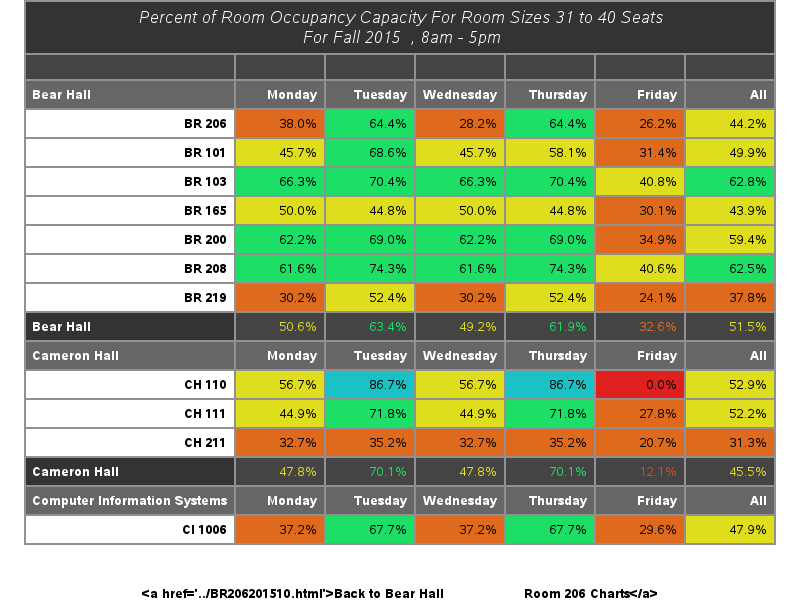 Percent of Room Occupancy Capacity For Room Sizes 31 to 40 Seats
For Fall 2015 , 8am - 5pm
Bear Hall Monday Tuesday Wednesday Thursday Friday All
BR 206 38.0% 64.4% 28.2% 64.4% 26.2% 44.2%
BR 101 45.7% 68.6% 45.7% 58.1% 31.4% 49.9%
BR 103 66.3% 70.4% 66.3% 70.4% 40.8% 62.8%
BR 165 50.0% 44.8% 50.0% 44.8% 30.1% 43.9%
BR 200 62.2% 69.0% 62.2% 69.0% 34.9% 59.4%
BR 208 61.6% 74.3% 61.6% 74.3% 40.6% 62.5%
BR 219 30.2% 52.4% 30.2% 52.4% 24.1% 37.8%
Bear Hall 50.6% 63.4% 49.2% 61.9% 32.6% 51.5%
Cameron Hall Monday Tuesday Wednesday Thursday Friday All
CH 110 56.7% 86.7% 56.7% 86.7% 0.0% 52.9%
CH 111 44.9% 71.8% 44.9% 71.8% 27.8% 52.2%
CH 211 32.7% 35.2% 32.7% 35.2% 20.7% 31.3%
Cameron Hall 47.8% 70.1% 47.8% 70.1% 12.1% 45.5%
Computer Information Systems Monday Tuesday Wednesday Thursday Friday All
CI 1006 37.2% 67.7% 37.2% 67.7% 29.6% 47.9%
<a href='../BR206201510.html'>Back to Bear Hall Room 206 Charts</a>